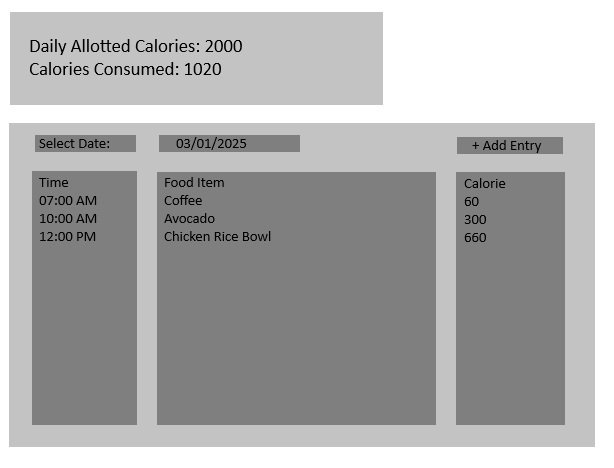 Daily Allotted Calories: 2000
Calories Consumed: 1020
Select Date: 03/01/2025 + Add Entry
Time Food Item Calorie
07:00 AM Coffee 60
10:00 AM Avocado 300
12:00 PM Chicken Rice Bowl 660